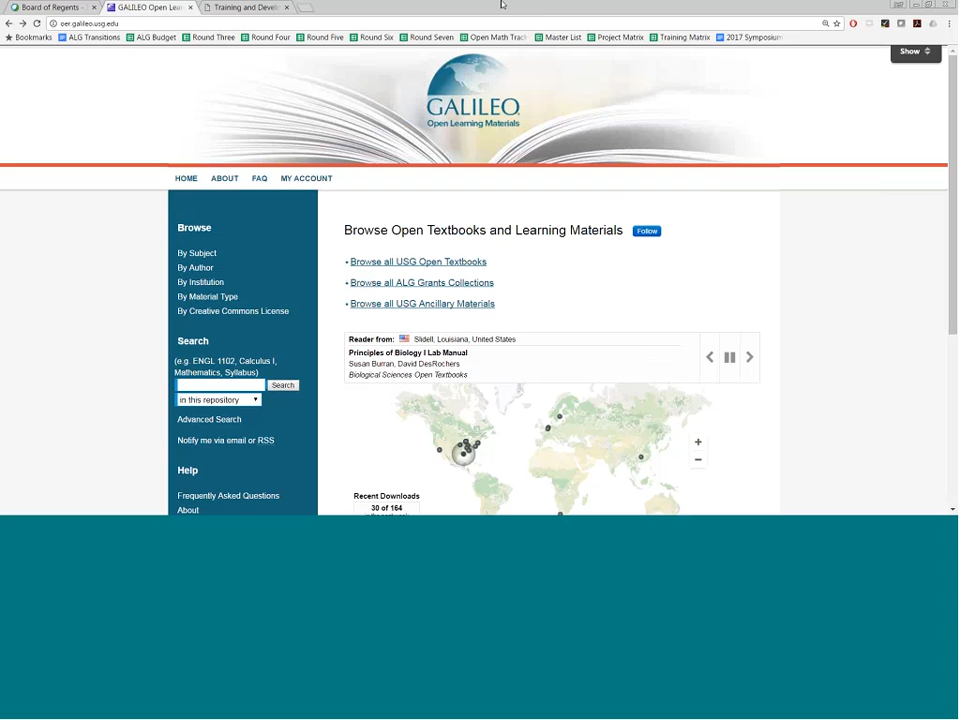 Board of Regents -
GALILEO Open Lear
Training and Develo
oer.galileo.usg.edu
Bookmarks
ALG Transitions
ALG Budget
Round Three
Round Four
Round Five
Round Six
Round Seven
Open Math Track
Master List
Project Matrix
Training Matrix
2017 Symposium
Show
GALILEO
Open Learning Materials
HOME ABOUT FAQ MY ACCOUNT
Browse
By Subject
By Author
By Institution
By Material Type
By Creative Commons License
Search
(e.g. ENGL 1102, Calculus I,
Mathematics, Syllabus)
Search
in this repository
Advanced Search
Notify me via email or RSS
Help
Frequently Asked Questions
About
Browse Open Textbooks and Learning Materials
Follow
Browse all USG Open Textbooks
Browse all ALG Grants Collections
Browse all USG Ancillary Materials
Reader from: Slidell, Louisiana, United States
Principles of Biology I Lab Manual
Susan Burran, David DesRochers
Biological Sciences Open Textbooks
+
−
Recent Downloads
30 of 164